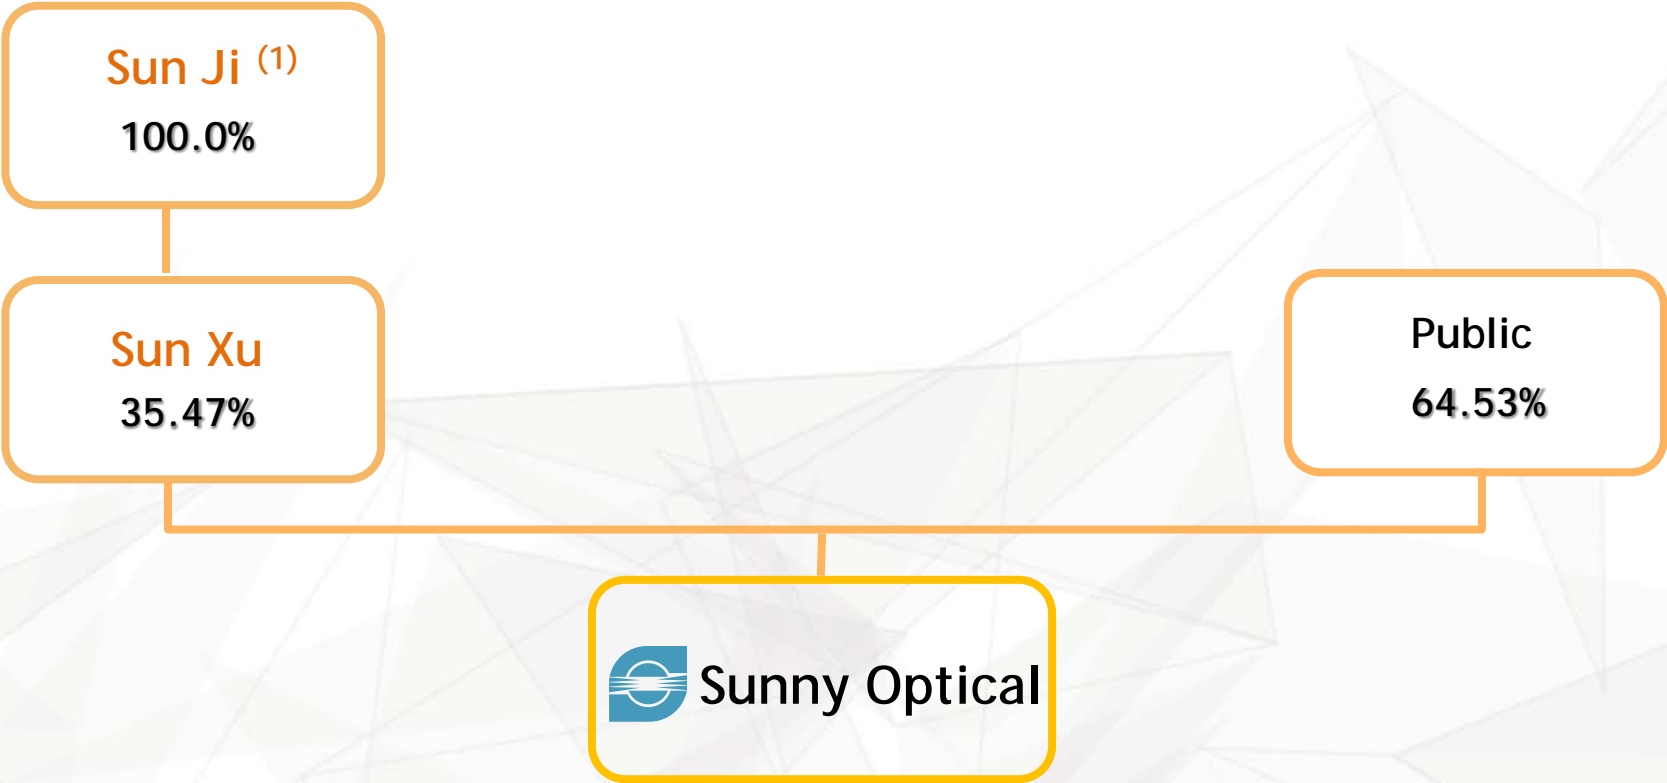 Sun Ji (1)
100.0%
Sun Xu
35.47%
Public
64.53%
Sunny Optical